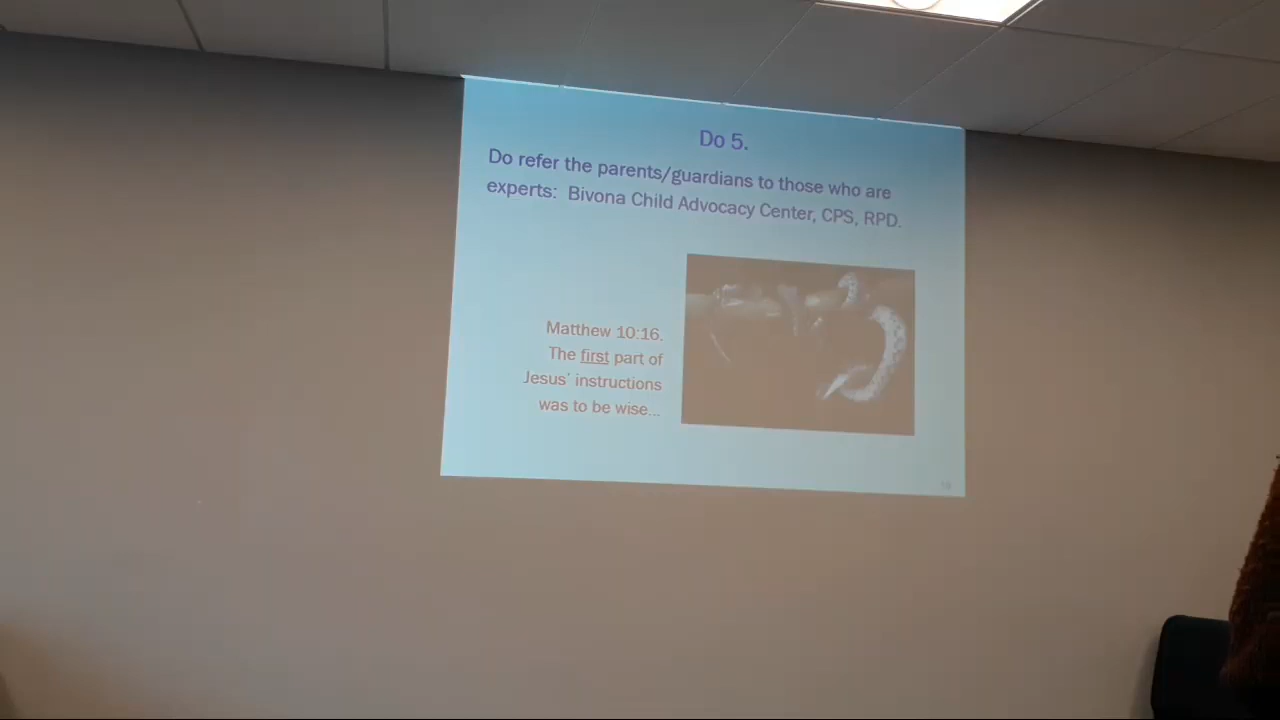 Do 5.
Do refer the parents/guardians to those who are
experts: Bivona Child Advocacy Center, CPS, RPD.
Matthew 10:16.
The first part of
Jesus' instructions
was to be wise...